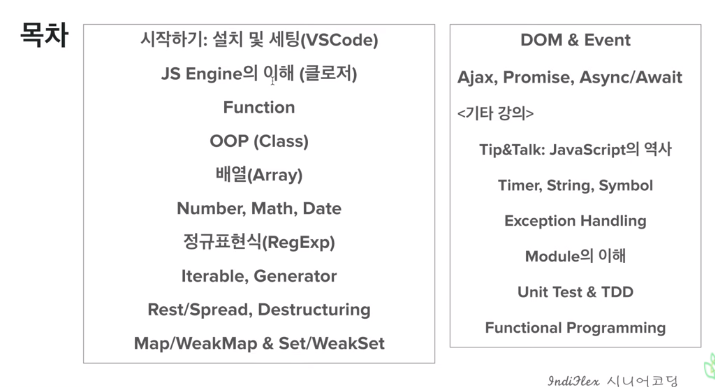 목차
시작하기: 설치 및 세팅(VSCode)
JS Engine의 이해 (클로저)
Function
OOP (Class)
배열(Array)
Number, Math, Date
정규표현식(RegExp)
Iterable, Generator
Rest/Spread, Destructuring
Map/WeakMap & Set/WeakSet
DOM & Event
Ajax, Promise, Async/Await
<기타 강의>
Tip&Talk: JavaScript의 역사
Timer, String, Symbol
Exception Handling
Module의 이해
Unit Test & TDD
Functional Programming
IndiFlex 시니어코딩